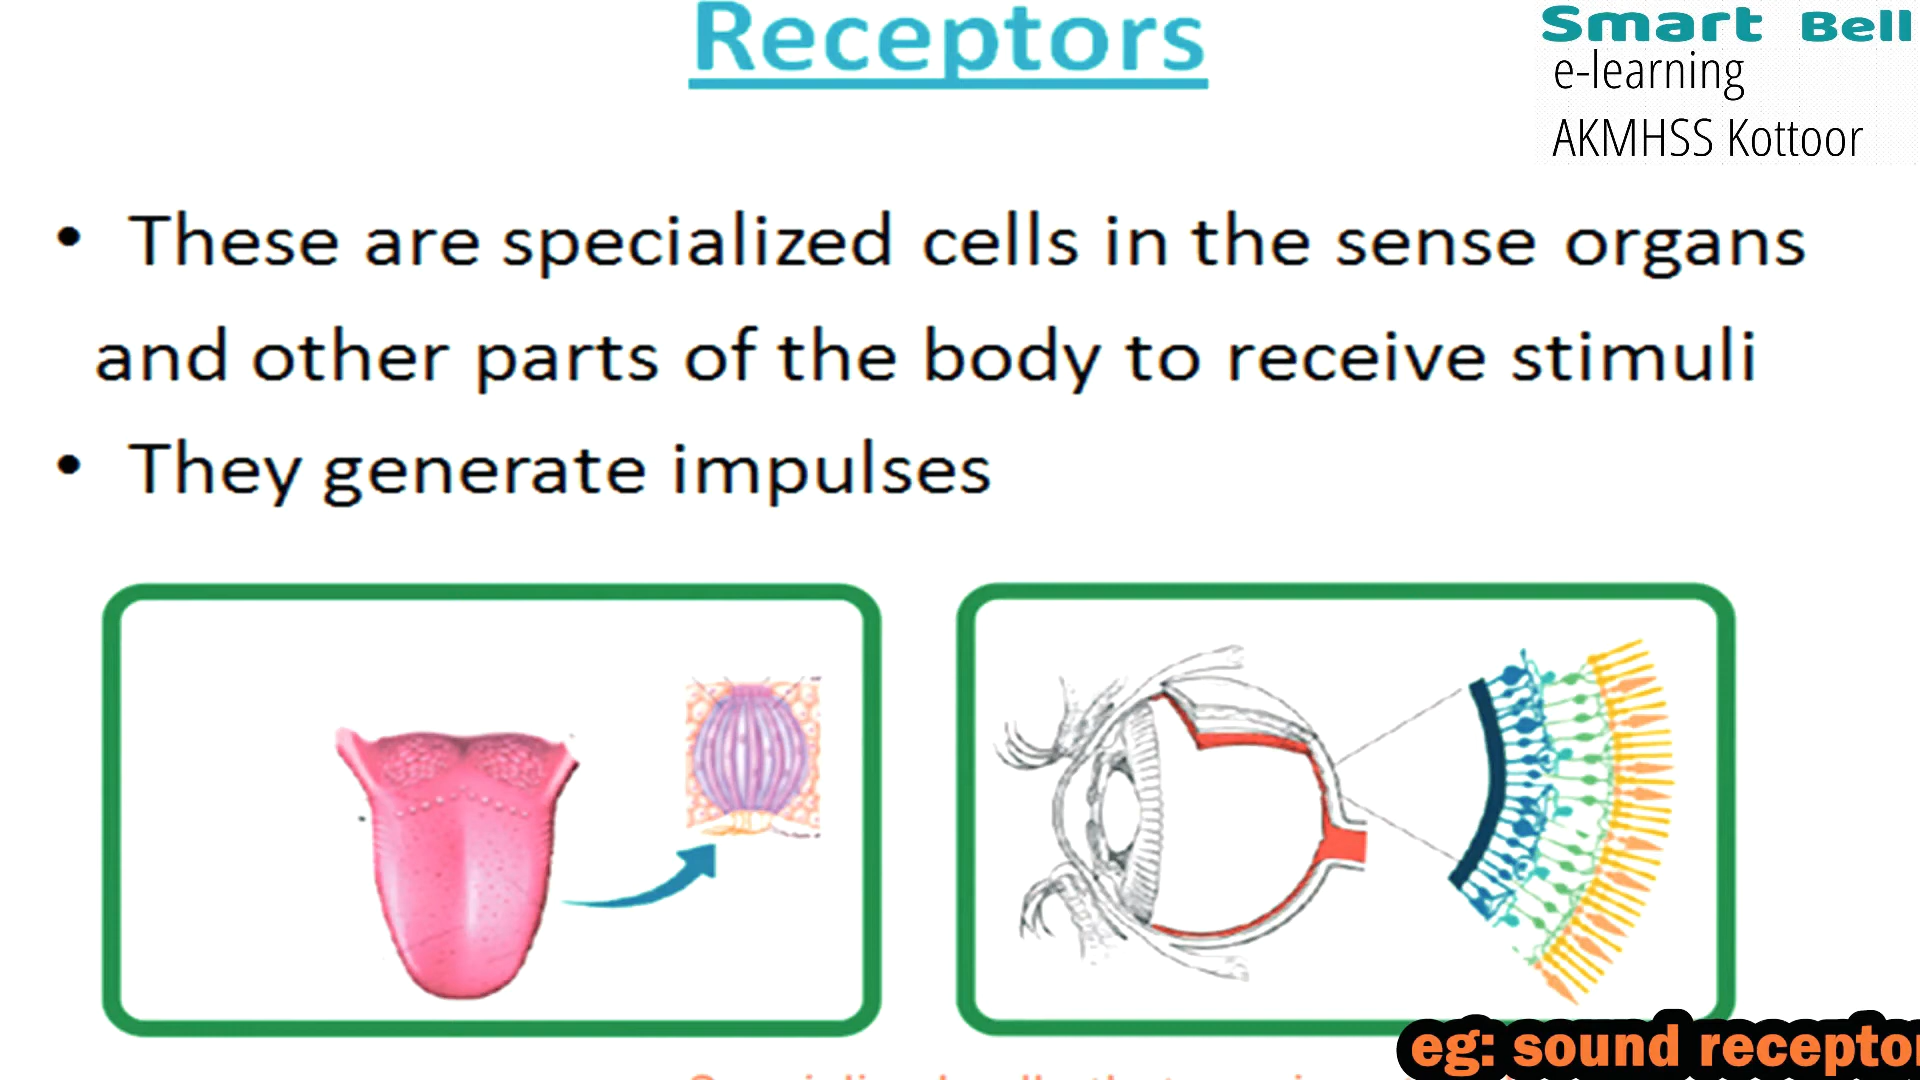 Receptors
Smart Bell
e-learning
AKMHSS Kottoor
• These are specialized cells in the sense organs
and other parts of the body to receive stimuli
• They generate impulses
eg: sound